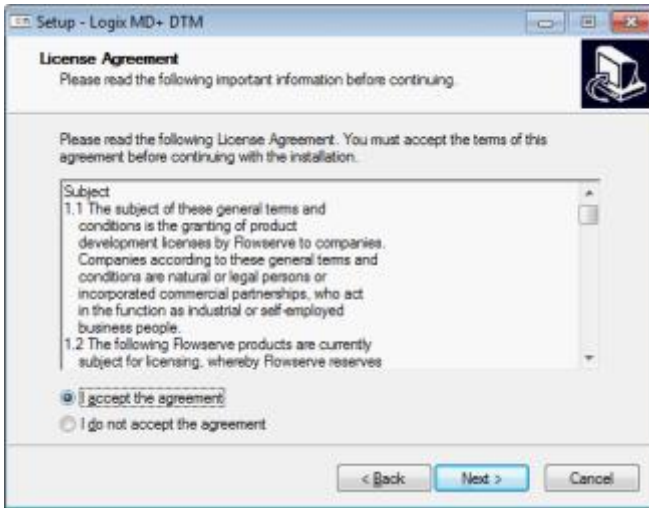 Setup - Logix MD+ DTM
License Agreement
Please read the following important information before continuing.
Please read the following License Agreement. You must accept the terms of this
agreement before continuing with the installation.
Subject
1.1 The subject of these general terms and
conditions is the granting of product
development licenses by Flowserve to companies.
Companies according to these general terms and
conditions are natural or legal persons or
incorporated commercial partnerships, who act
in the function as industrial or self-employed
business people.
1.2 The following Flowserve products are currently
subject for licensing, whereby Flowserve reserves
I accept the agreement
I do not accept the agreement
< Back
Next >
Cancel